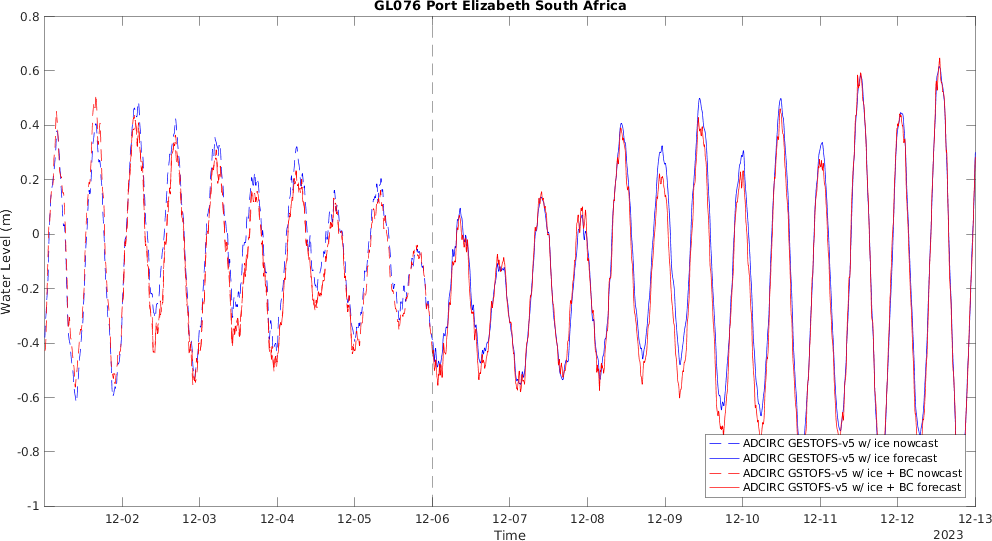 GL076 Port Elizabeth South Africa
0.8
0.6
0.4
0.2
0
-0.2
-0.4
-0.6
-0.8
-1
Water Level (m)
ADCIRC GESTOFS-v5 w/ ice nowcast
ADCIRC GESTOFS-v5 w/ ice forecast
ADCIRC GSTOFS-v5 w/ ice + BC nowcast
ADCIRC GSTOFS-v5 w/ ice + BC forecast
12-02 12-03 12-04 12-05 12-06 12-07 12-08 12-09 12-10 12-11 12-12 12-13
Time
2023